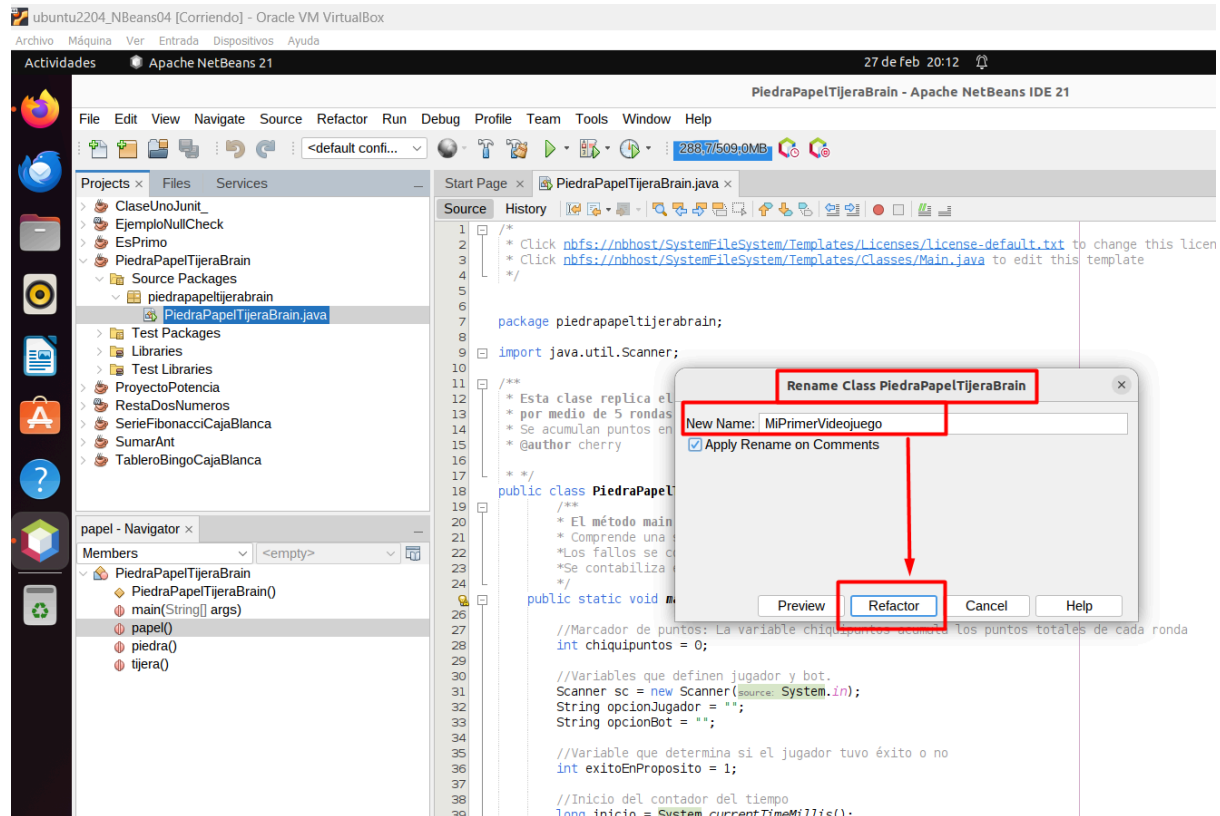 ubuntu2204_NBeans04 [Corriendo] - Oracle VM VirtualBox
Archivo Máquina Ver Entrada Dispositivos Ayuda
Actividades Apache NetBeans 21 27 de feb 20:12
PiedraPapelTijeraBrain - Apache NetBeans IDE 21
File Edit View Navigate Source Refactor Run Debug Profile Team Tools Window Help
<default confi... 288,7/509,0MB
Projects × Files Services
ClaseUnoJunit_
EjemploNullCheck
EsPrimo
PiedraPapelTijeraBrain
Source Packages
piedrapapeltijerabrain
PiedraPapelTijeraBrain.java
Test Packages
Libraries
Test Libraries
ProyectoPotencia
RestaDosNumeros
SerieFibonacciCajaBlanca
SumarAnt
TableroBingoCajaBlanca
papel - Navigator ×
Members <empty>
PiedraPapelTijeraBrain
PiedraPapelTijeraBrain()
main(String[] args)
papel()
piedra()
tijera()
Start Page × PiedraPapelTijeraBrain.java ×
Source History
1 /*
2 * Click nbfs://nbhost/SystemFileSystem/Templates/Licenses/license-default.txt to change this licen
3 * Click nbfs://nbhost/SystemFileSystem/Templates/Classes/Main.java to edit this template
4 */
5
6
7 package piedrapapeltijerabrain;
8
9 import java.util.Scanner;
10
11 /**
12 * Esta clase replica el
13 * por medio de 5 rondas
14 * Se acumulan puntos en
15 * @author cherry
16
17 * */
18 public class PiedraPapelT
19 /**
20 * El método main
21 * Comprende una s
22 *Los fallos se co
23 *Se contabiliza e
24 */
public static void ma
26
27 //Marcador de puntos: La variable chiquipuntos acumula los puntos totales de cada ronda
28 int chiquipuntos = 0;
29
30 //Variables que definen jugador y bot.
31 Scanner sc = new Scanner(source: System.in);
32 String opcionJugador = "";
33 String opcionBot = "";
34
35 //Variable que determina si el jugador tuvo éxito o no
36 int exitoEnProposito = 1;
37
38 //Inicio del contador del tiempo
39 long inicio = System.currentTimeMillis();
Rename Class PiedraPapelTijeraBrain
New Name: MiPrimerVideojuego
Apply Rename on Comments
Preview Refactor Cancel Help